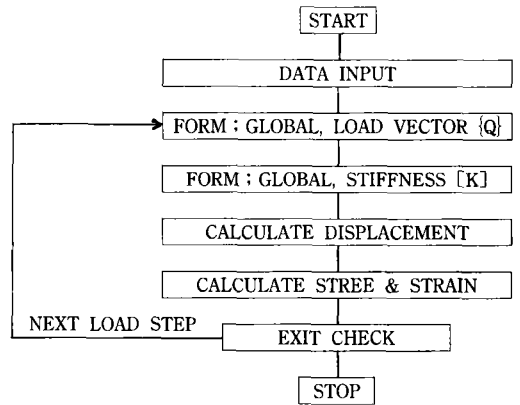 START
DATA INPUT
FORM ; GLOBAL, LOAD VECTOR {Q}
FORM ; GLOBAL, STIFFNESS [K]
CALCULATE DISPLACEMENT
CALCULATE STREE & STRAIN
NEXT LOAD STEP
EXIT CHECK
STOP